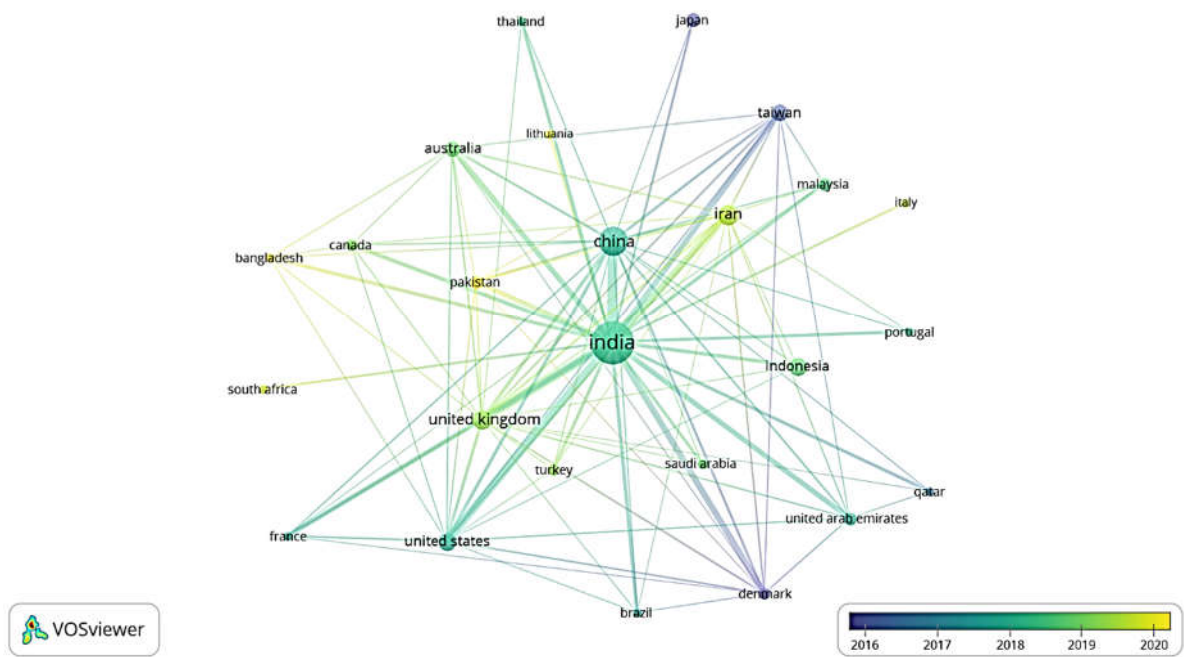 thailand
japan
taiwan
lithuania
australia
malaysia
italy
iran
china
canada
bangladesh
pakistan
portugal
india
indonesia
south africa
united kingdom
saudi arabia
turkey
qatar
united arab emirates
france
united states
denmark
brazil
VOSviewer
2016 2017 2018 2019 2020